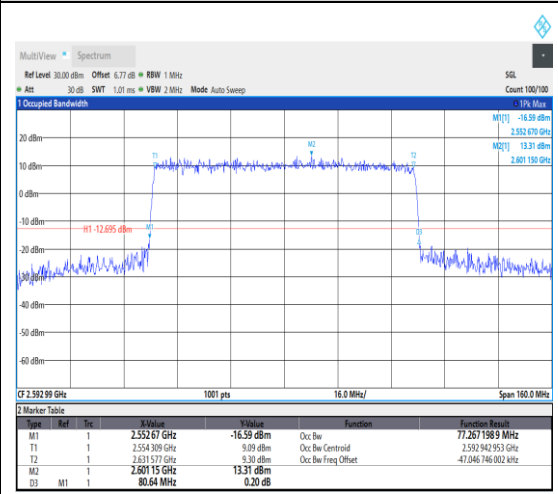 MultiView Spectrum
Ref Level 30.00 dBm Offset 6.77 dB RBW 1 MHz SGL
Att 30 dB SWT 1.01 ms VBW 2 MHz Mode Auto Sweep Count 100/100
1 Occupied Bandwidth 1Pk Max
M1[1] -16.59 dBm
2.552 670 GHz
M2[1] 13.31 dBm
2.601 150 GHz
20 dBm
M2
T1 T2
10 dBm
0 dBm
-10 dBm
H1 -12.695 dBm M1
D3
-20 dBm
-30 dBm
-40 dBm
-50 dBm
-60 dBm
CF 2.592 99 GHz 1001 pts 16.0 MHz/ Span 160.0 MHz
2 Marker Table
Type Ref Trc X-Value Y-Value Function Function Result
M1 1 2.552 67 GHz -16.59 dBm Occ Bw 77.267 198 9 MHz
T1 1 2.554 309 GHz 9.09 dBm Occ Bw Centroid 2.592 942 953 GHz
T2 1 2.631 577 GHz 9.30 dBm Occ Bw Freq Offset -47.046 746 002 kHz
M2 1 2.601 15 GHz 13.31 dBm
D3 M1 1 80.64 MHz 0.20 dB